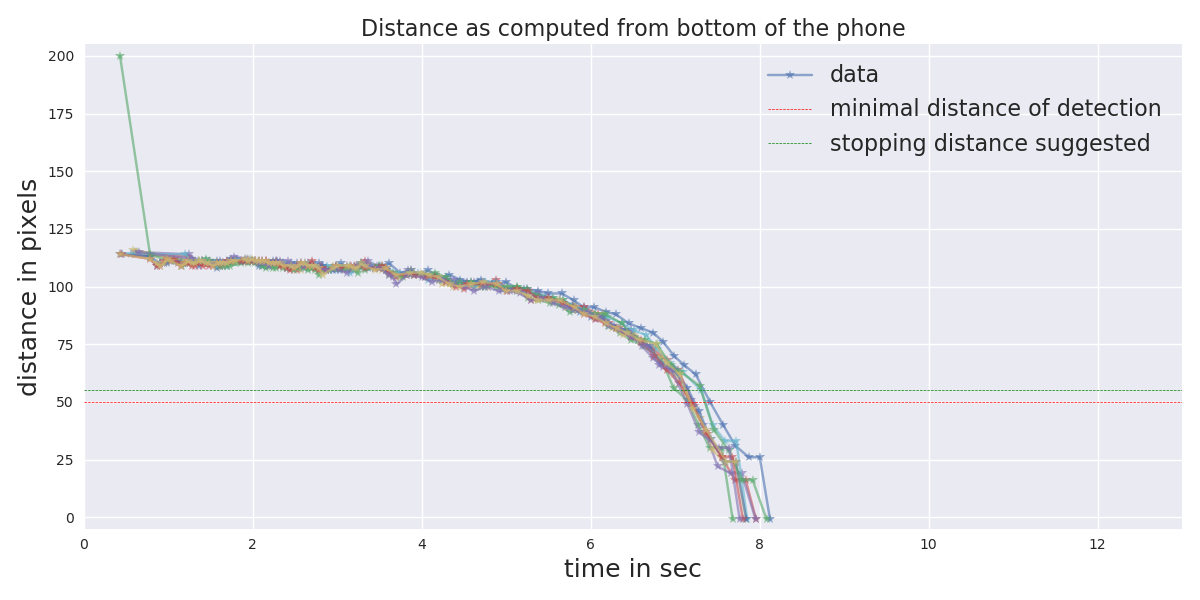 Distance as computed from bottom of the phone
data
minimal distance of detection
stopping distance suggested
distance in pixels
200
175
150
125
100
75
50
25
0
0 2 4 6 8 10 12
time in sec